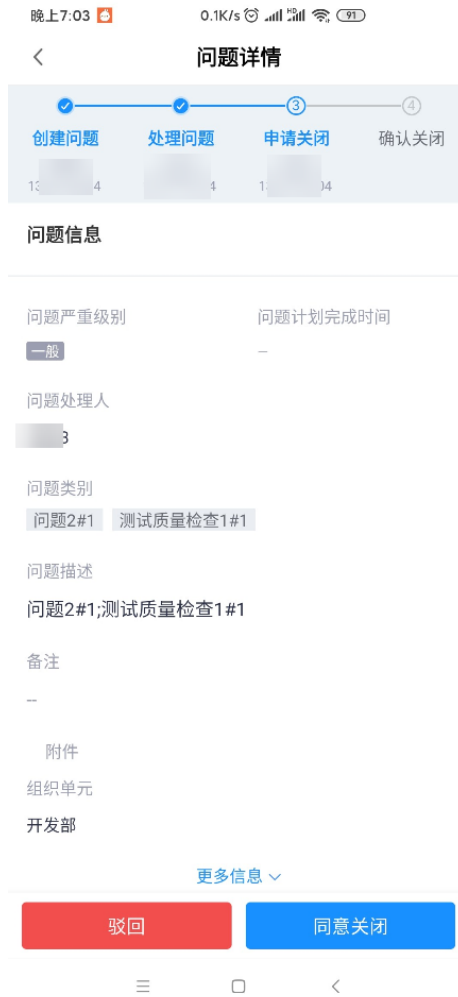 晚上7:03 0.1K/s HD 91
问题详情
3 4
创建问题 处理问题 申请关闭 确认关闭
问题信息
问题严重级别 问题计划完成时间
一般 –
问题处理人
问题类别
问题2#1 测试质量检查1#1
问题描述
问题2#1;测试质量检查1#1
备注
--
附件
组织单元
开发部
更多信息
驳回 同意关闭